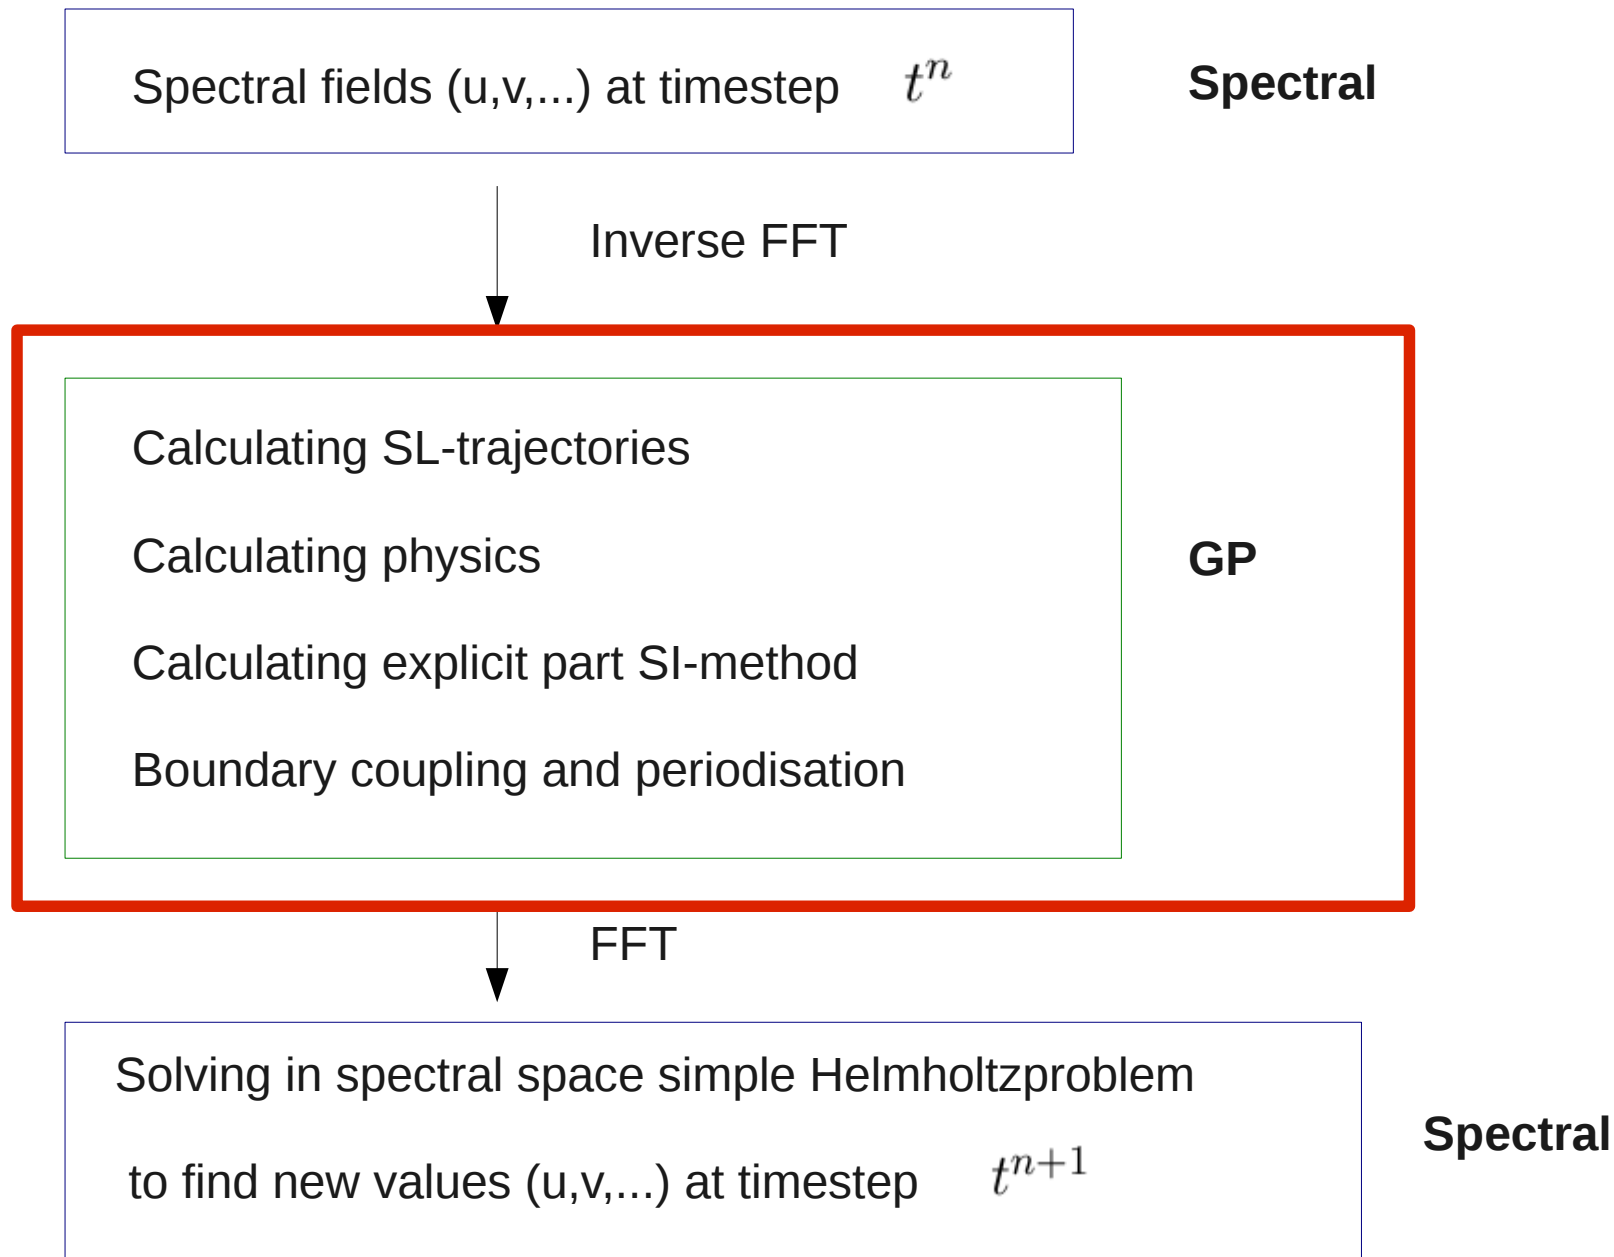 Spectral fields (u,v,...) at timestep t^n Spectral
Inverse FFT
Calculating SL-trajectories
Calculating physics
GP
Calculating explicit part SI-method
Boundary coupling and periodisation
FFT
Solving in spectral space simple Helmholtzproblem
Spectral
to find new values (u,v,...) at timestep t^{n+1}